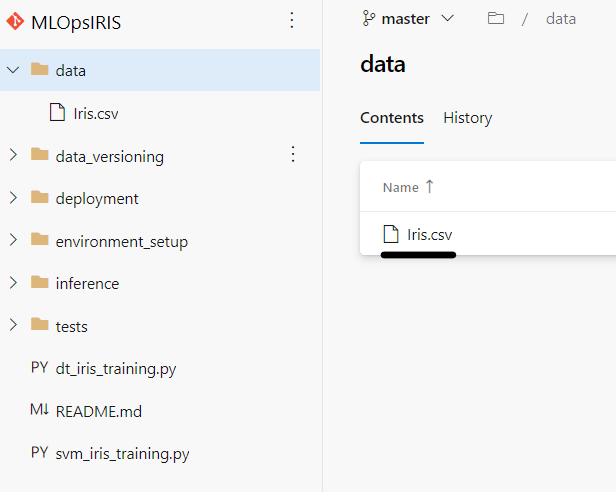 MLOpsIRIS
data
Iris.csv
data_versioning
deployment
environment_setup
inference
tests
PY dt_iris_training.py
M↓ README.md
PY svm_iris_training.py
master / data
data
Contents History
Name ↑
Iris.csv